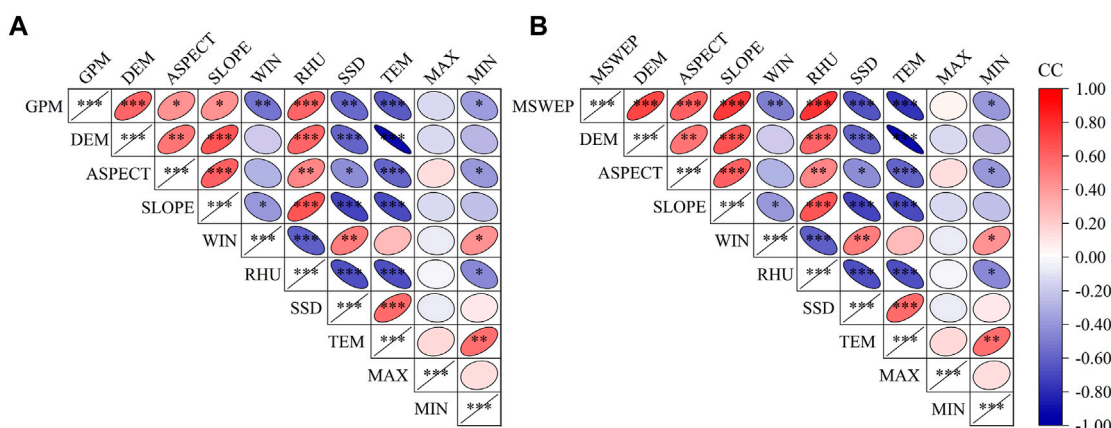 A
B
GPM DEM ASPECT SLOPE WIN RHU SSD TEM MAX MIN
MSWEP DEM ASPECT SLOPE WIN RHU SSD TEM MAX MIN
CC
GPM *** *** * * ** *** ** *** *
DEM *** ** *** *** *** ***
ASPECT *** *** ** * *** *
SLOPE *** * *** *** ***
WIN *** *** ** *
RHU *** *** *** *
SSD *** ***
TEM *** **
MAX ***
MIN ***
MSWEP *** *** *** *** ** *** *** *** *
DEM *** ** *** *** *** ***
ASPECT *** *** ** * *** *
SLOPE *** * *** *** ***
WIN *** *** ** *
RHU *** *** *** *
SSD *** ***
TEM *** **
MAX ***
MIN ***
1.00
0.80
0.60
0.40
0.20
0.00
-0.20
-0.40
-0.60
-0.80
-1.00